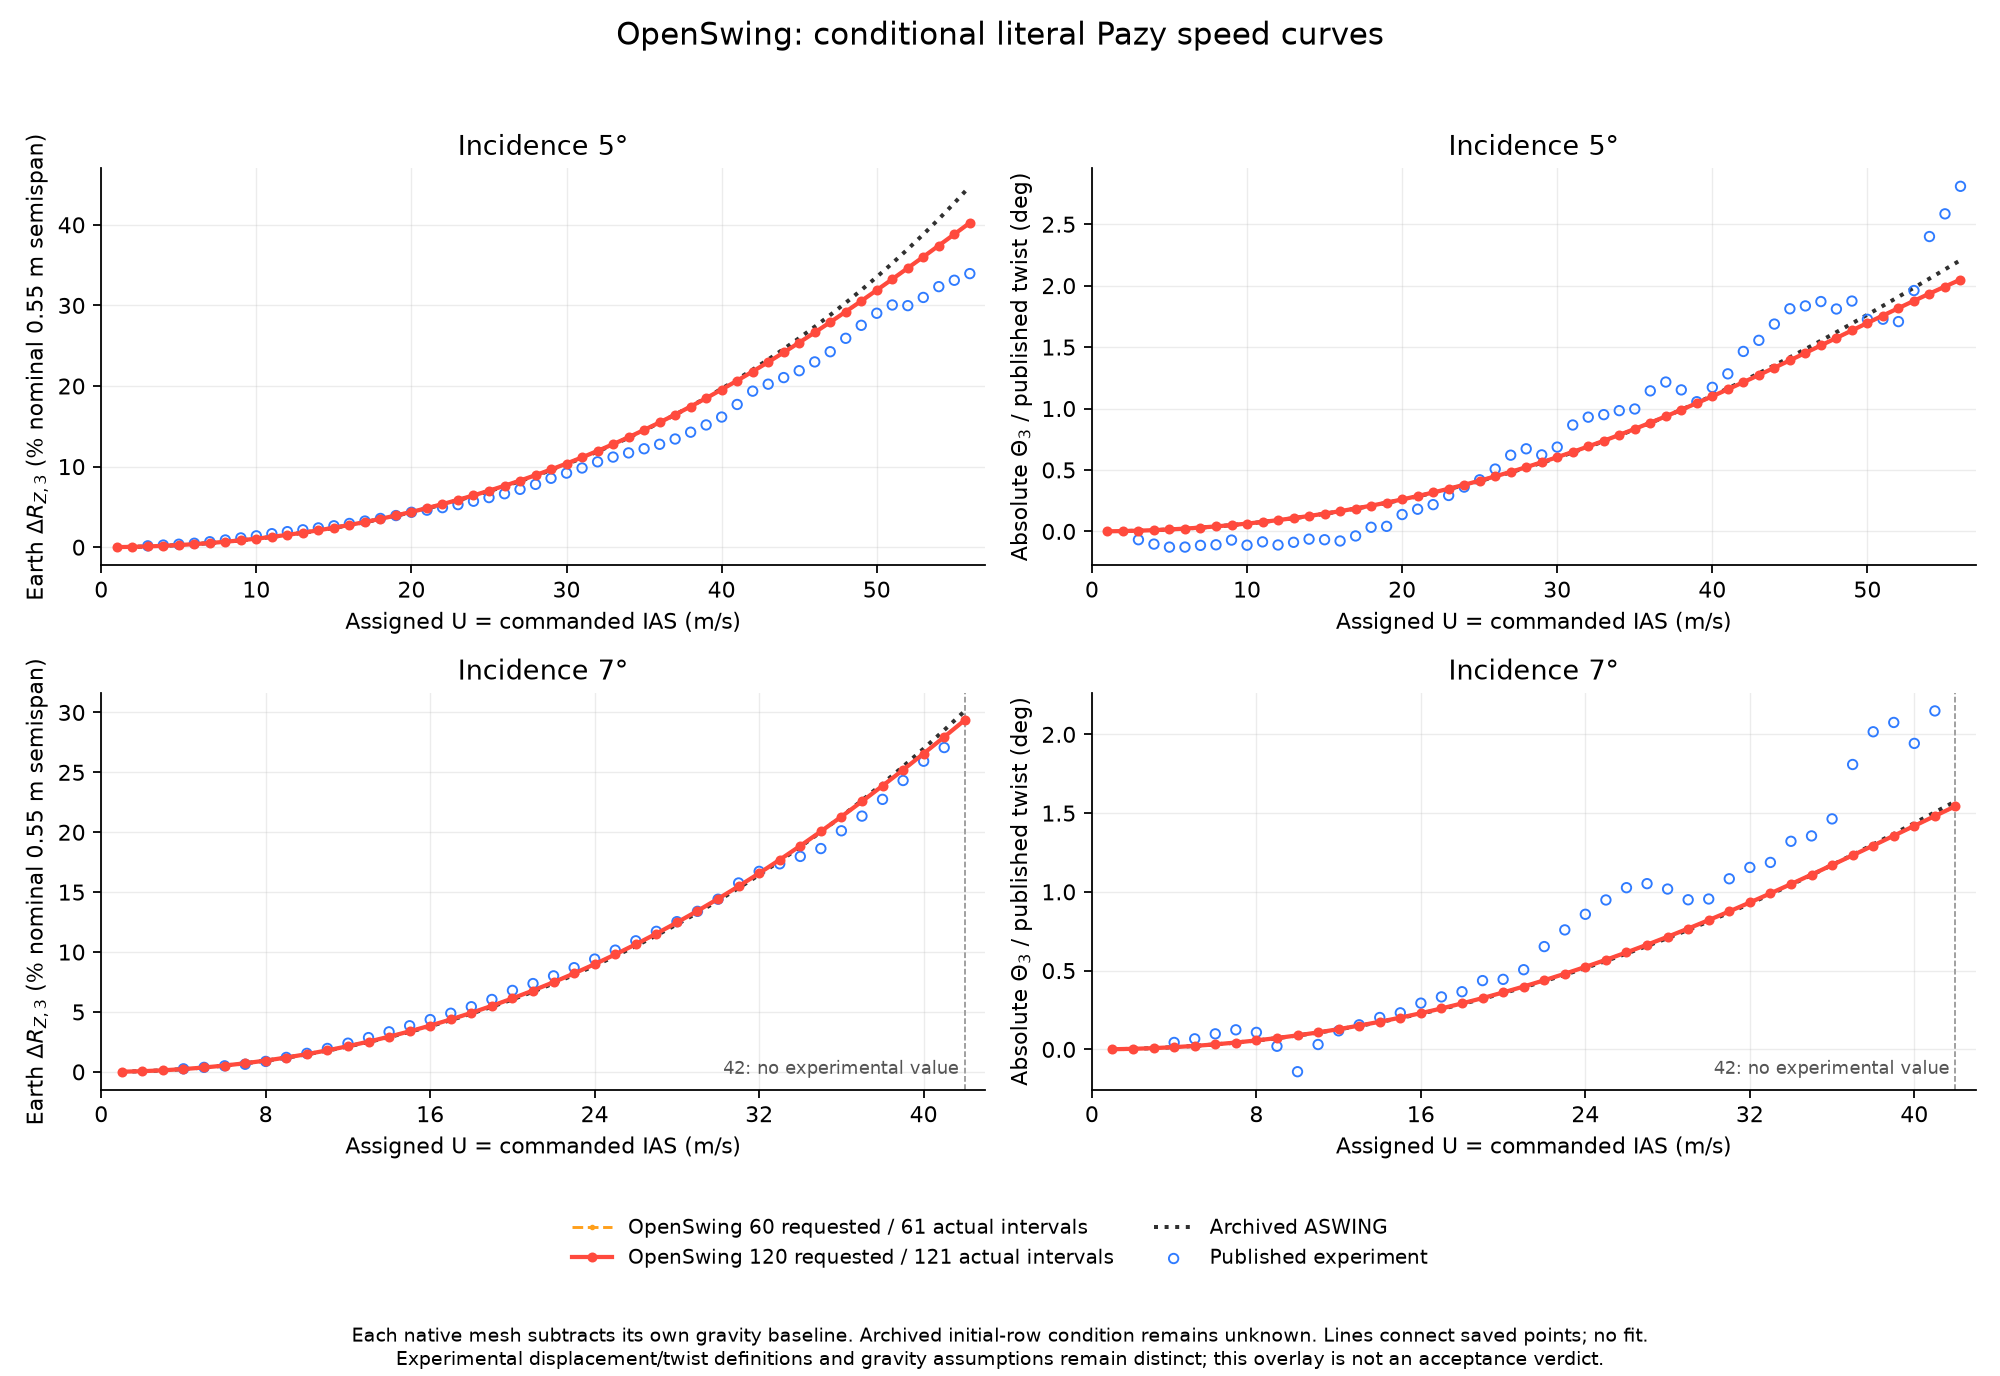 OpenSwing: conditional literal Pazy speed curves
Incidence 5°
Earth ΔR_Z,3 (% nominal 0.55 m semispan)
40
30
20
10
0
0 10 20 30 40 50
Assigned U = commanded IAS (m/s)
Incidence 5°
Absolute Θ_3 / published twist (deg)
2.5
2.0
1.5
1.0
0.5
0.0
0 10 20 30 40 50
Assigned U = commanded IAS (m/s)
Incidence 7°
Earth ΔR_Z,3 (% nominal 0.55 m semispan)
30
25
20
15
10
5
0
42: no experimental value
0 8 16 24 32 40
Assigned U = commanded IAS (m/s)
Incidence 7°
Absolute Θ_3 / published twist (deg)
2.0
1.5
1.0
0.5
0.0
42: no experimental value
0 8 16 24 32 40
Assigned U = commanded IAS (m/s)
OpenSwing 60 requested / 61 actual intervals
OpenSwing 120 requested / 121 actual intervals
Archived ASWING
Published experiment
Each native mesh subtracts its own gravity baseline. Archived initial-row condition remains unknown. Lines connect saved points; no fit.
Experimental displacement/twist definitions and gravity assumptions remain distinct; this overlay is not an acceptance verdict.